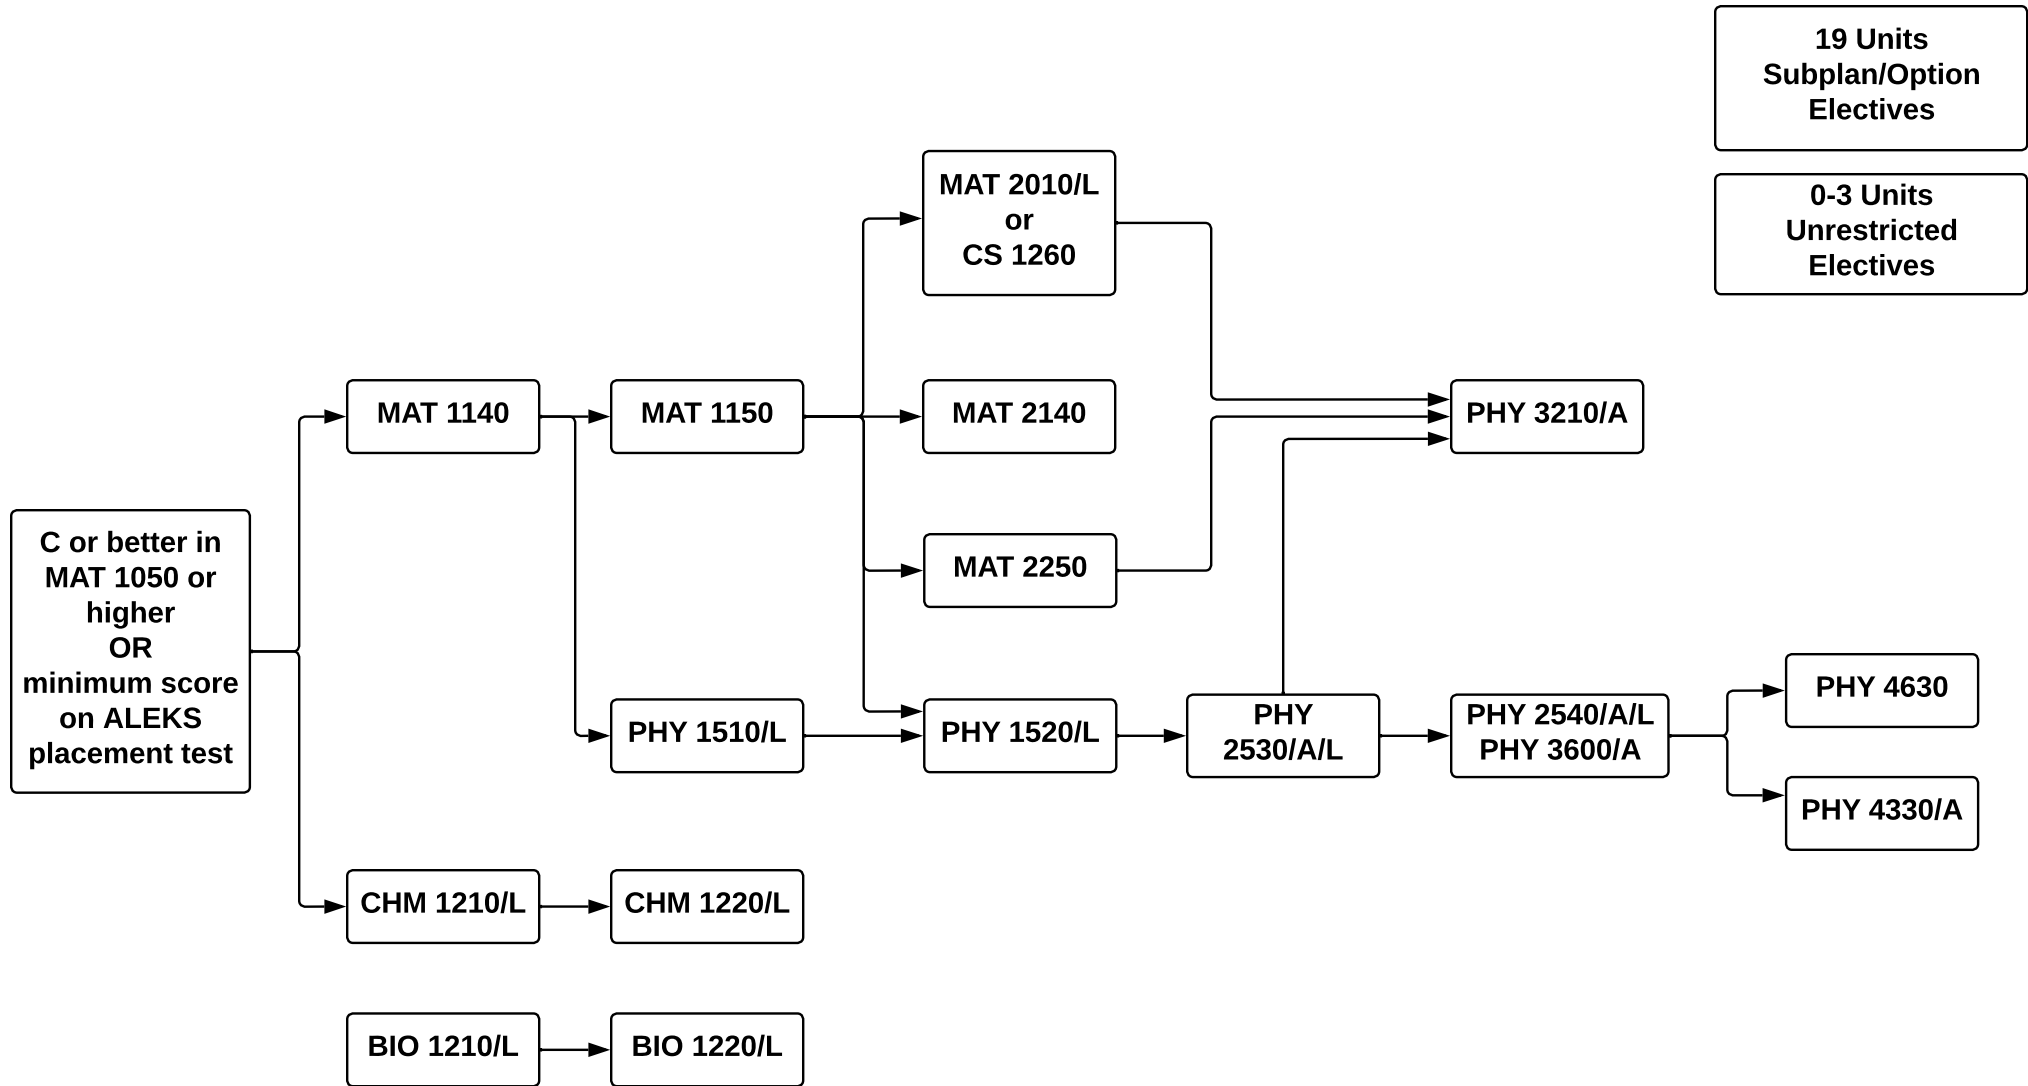 19 Units
Subplan/Option
Electives
0-3 Units
Unrestricted
Electives
MAT 2010/L
or
CS 1260
MAT 1140
MAT 1150
MAT 2140
PHY 3210/A
C or better in
MAT 1050 or
higher
OR
minimum score
on ALEKS
placement test
MAT 2250
PHY 1510/L
PHY 1520/L
PHY
2530/A/L
PHY 2540/A/L
PHY 3600/A
PHY 4630
PHY 4330/A
CHM 1210/L
CHM 1220/L
BIO 1210/L
BIO 1220/L